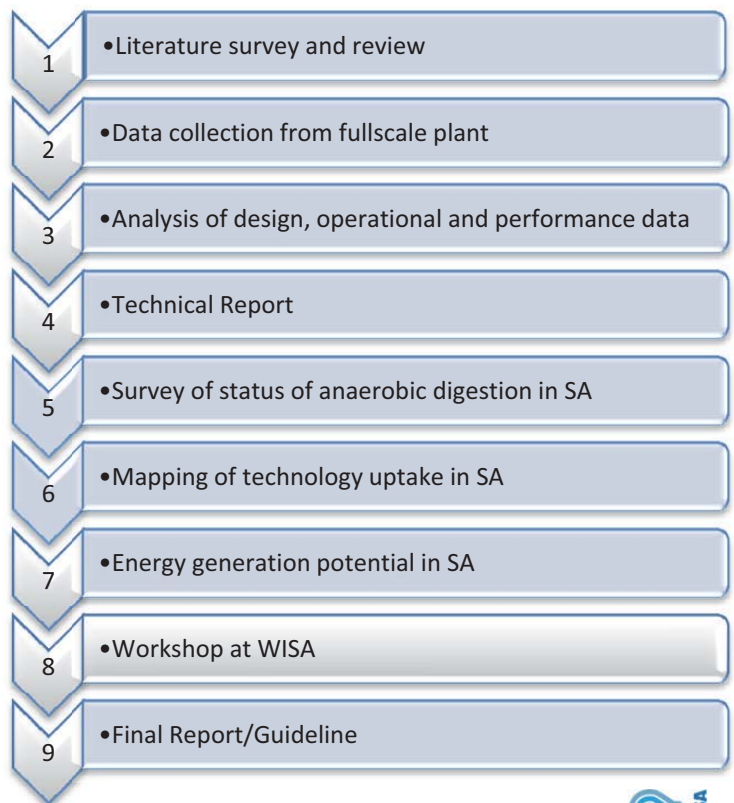 1 •Literature survey and review
2 •Data collection from fullscale plant
3 •Analysis of design, operational and performance data
4 •Technical Report
5 •Survey of status of anaerobic digestion in SA
6 •Mapping of technology uptake in SA
7 •Energy generation potential in SA
8 •Workshop at WISA
9 •Final Report/Guideline